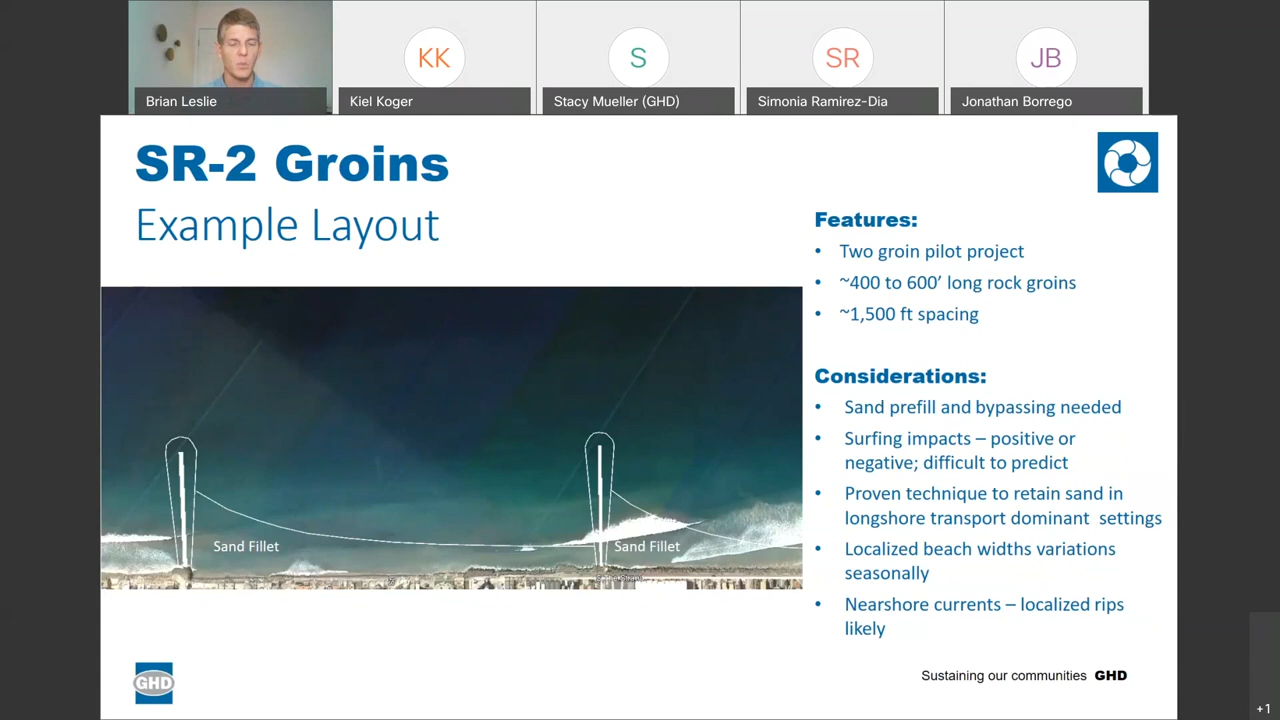 KK
S
SR
JB
Brian Leslie
Kiel Koger
Stacy Mueller (GHD)
Simonia Ramirez-Dia
Jonathan Borrego
SR-2 Groins
Example Layout
Features:
• Two groin pilot project
• ~400 to 600’ long rock groins
• ~1,500 ft spacing
Considerations:
• Sand prefill and bypassing needed
• Surfing impacts – positive or
negative; difficult to predict
• Proven technique to retain sand in
longshore transport dominant settings
• Localized beach widths variations
seasonally
• Nearshore currents – localized rips
likely
Sand Fillet
Sand Fillet
GHD
Sustaining our communities GHD
+1